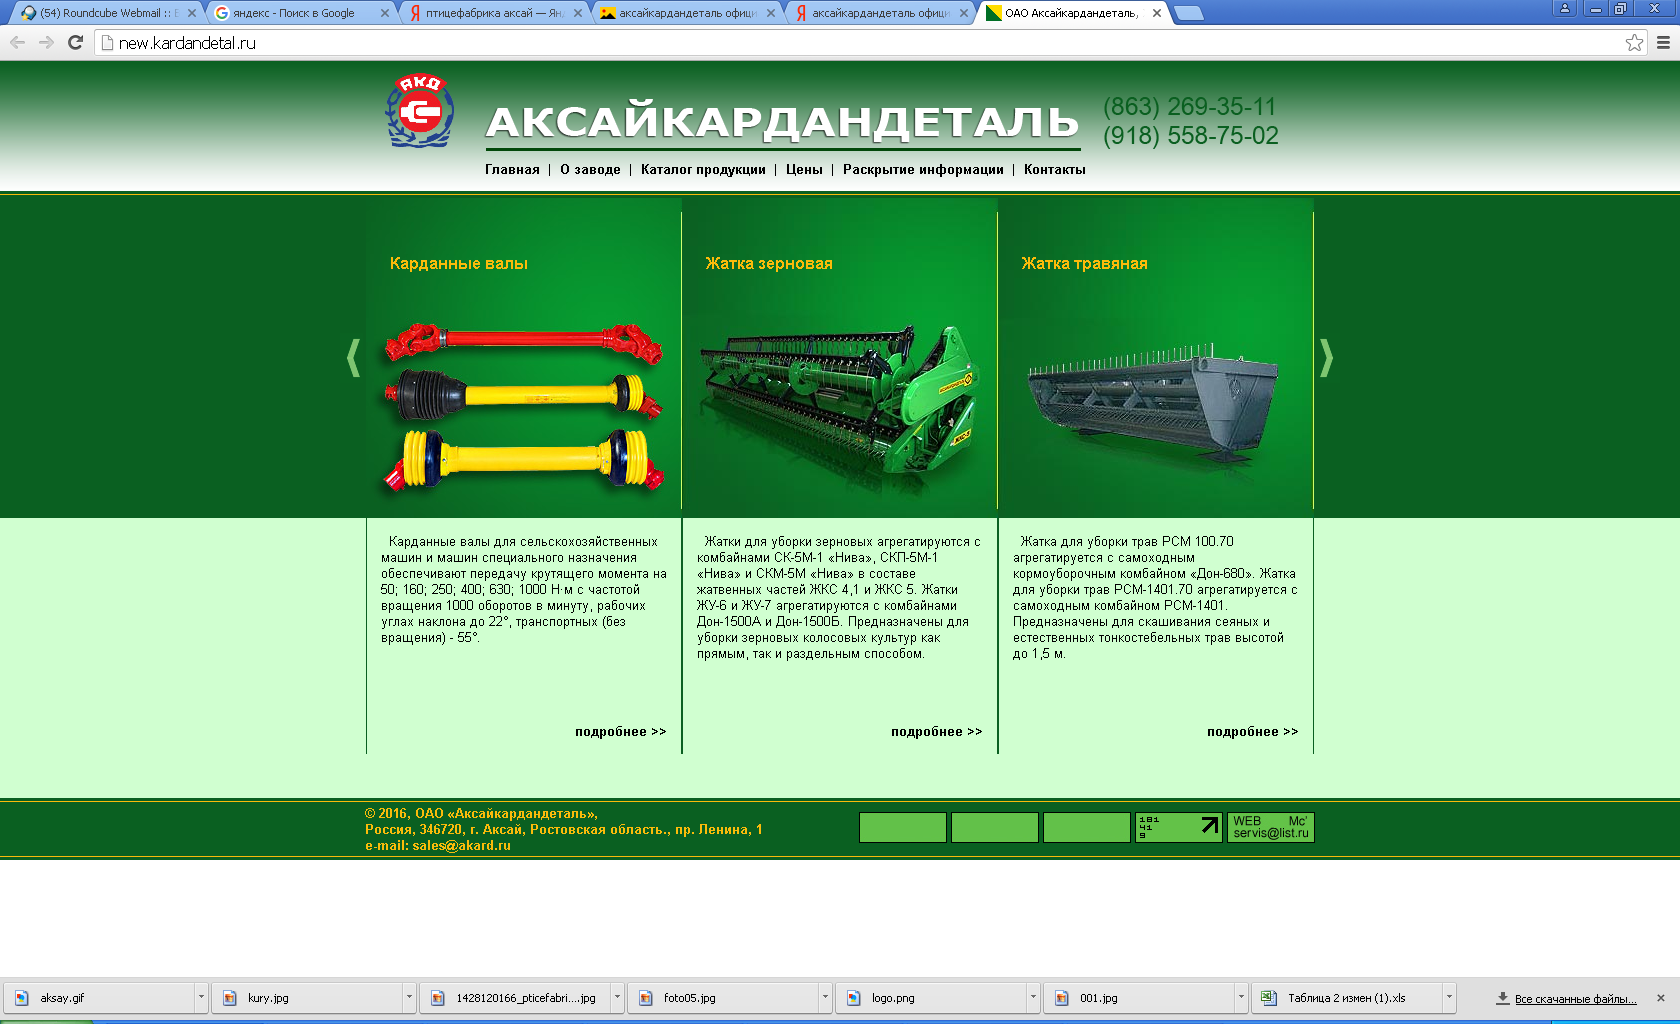 (54) Roundcube Webmail ::
яндекс - Поиск в Google
птицефабрика аксай — Ян
аксайкардандеталь офици
аксайкардандеталь офици
ОАО Аксайкардандеталь,
new.kardandetal.ru
АКД
АКСАЙКАРДАНДЕТАЛЬ
(863) 269-35-11
(918) 558-75-02
Главная | О заводе | Каталог продукции | Цены | Раскрытие информации | Контакты
Карданные валы
Жатка зерновая
Жатка травяная
Карданные валы для сельскохозяйственных
машин и машин специального назначения
обеспечивают передачу крутящего момента на
50; 160; 250; 400; 630; 1000 Н·м с частотой
вращения 1000 оборотов в минуту, рабочих
углах наклона до 22°, транспортных (без
вращения) - 55°.
подробнее >>
Жатки для уборки зерновых агрегатируются с
комбайнами СК-5М-1 «Нива», СКП-5М-1
«Нива» и СКМ-5М «Нива» в составе
жатвенных частей ЖКС 4,1 и ЖКС 5. Жатки
ЖУ-6 и ЖУ-7 агрегатируются с комбайнами
Дон-1500А и Дон-1500Б. Предназначены для
уборки зерновых колосовых культур как
прямым, так и раздельным способом.
подробнее >>
Жатка для уборки трав РСМ 100.70
агрегатируется с самоходным
кормоуборочным комбайном «Дон-680». Жатка
для уборки трав РСМ-1401.70 агрегатируется с
самоходным комбайном РСМ-1401.
Предназначены для скашивания сеяных и
естественных тонкостебельных трав высотой
до 1,5 м.
подробнее >>
© 2016, ОАО «Аксайкардандеталь»,
Россия, 346720, г. Аксай, Ростовская область., пр. Ленина, 1
e-mail: sales@akard.ru
181
41
9
WEB Mc'
servis@list.ru
aksay.gif
kury.jpg
1428120166_pticefabri....jpg
foto05.jpg
logo.png
001.jpg
Таблица 2 измен (1).xls
Все скачанные файлы...